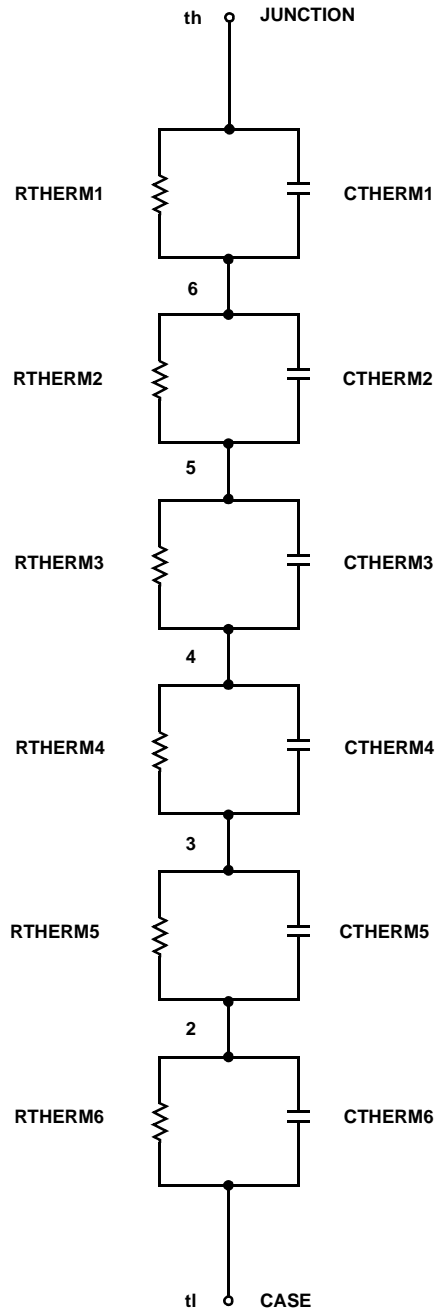 th JUNCTION
RTHERM1 CTHERM1
6
RTHERM2 CTHERM2
5
RTHERM3 CTHERM3
4
RTHERM4 CTHERM4
3
RTHERM5 CTHERM5
2
RTHERM6 CTHERM6
tl CASE